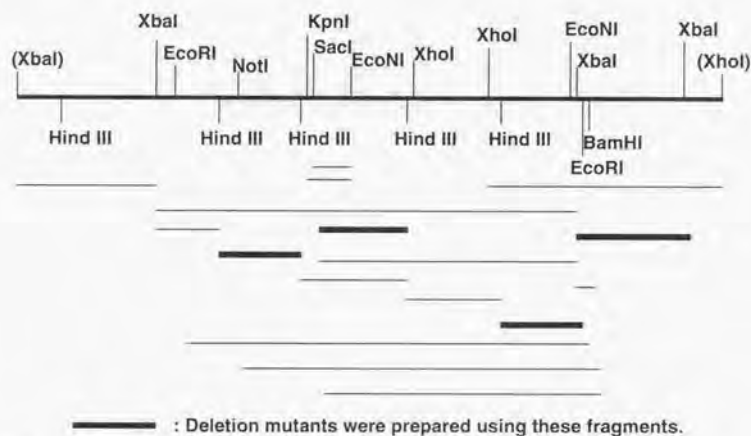 KpnI
XbaI EcoNI XbaI
XhoI
(XbaI) EcoRI SacI EcoNI XhoI XbaI (XhoI)
NotI
Hind III Hind III Hind III Hind III Hind III BamHI
EcoRI
: Deletion mutants were prepared using these fragments.